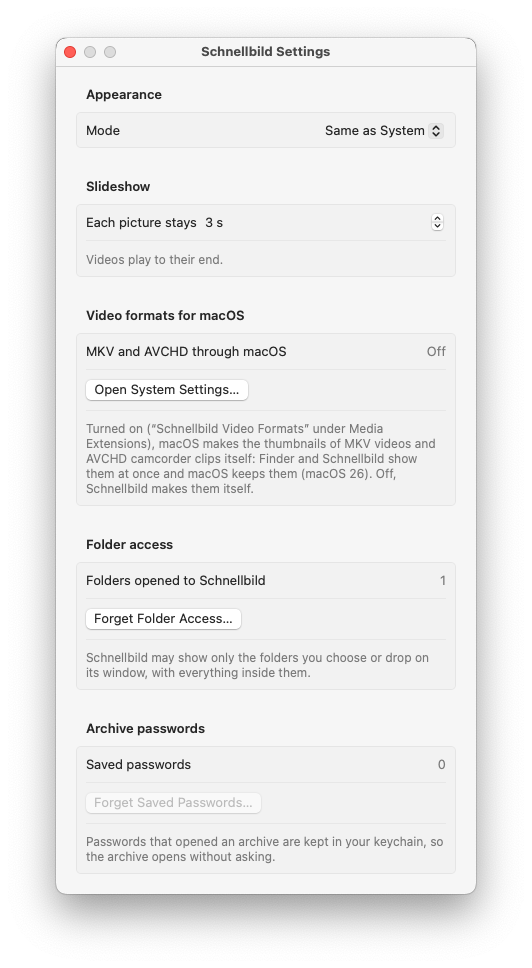 Schnellbild Settings
Appearance
Mode Same as System
Slideshow
Each picture stays 3 s
Videos play to their end.
Video formats for macOS
MKV and AVCHD through macOS Off
Open System Settings...
Turned on (“Schnellbild Video Formats” under Media
Extensions), macOS makes the thumbnails of MKV videos and
AVCHD camcorder clips itself: Finder and Schnellbild show
them at once and macOS keeps them (macOS 26). Off,
Schnellbild makes them itself.
Folder access
Folders opened to Schnellbild 1
Forget Folder Access...
Schnellbild may show only the folders you choose or drop on
its window, with everything inside them.
Archive passwords
Saved passwords 0
Forget Saved Passwords...
Passwords that opened an archive are kept in your keychain, so
the archive opens without asking.